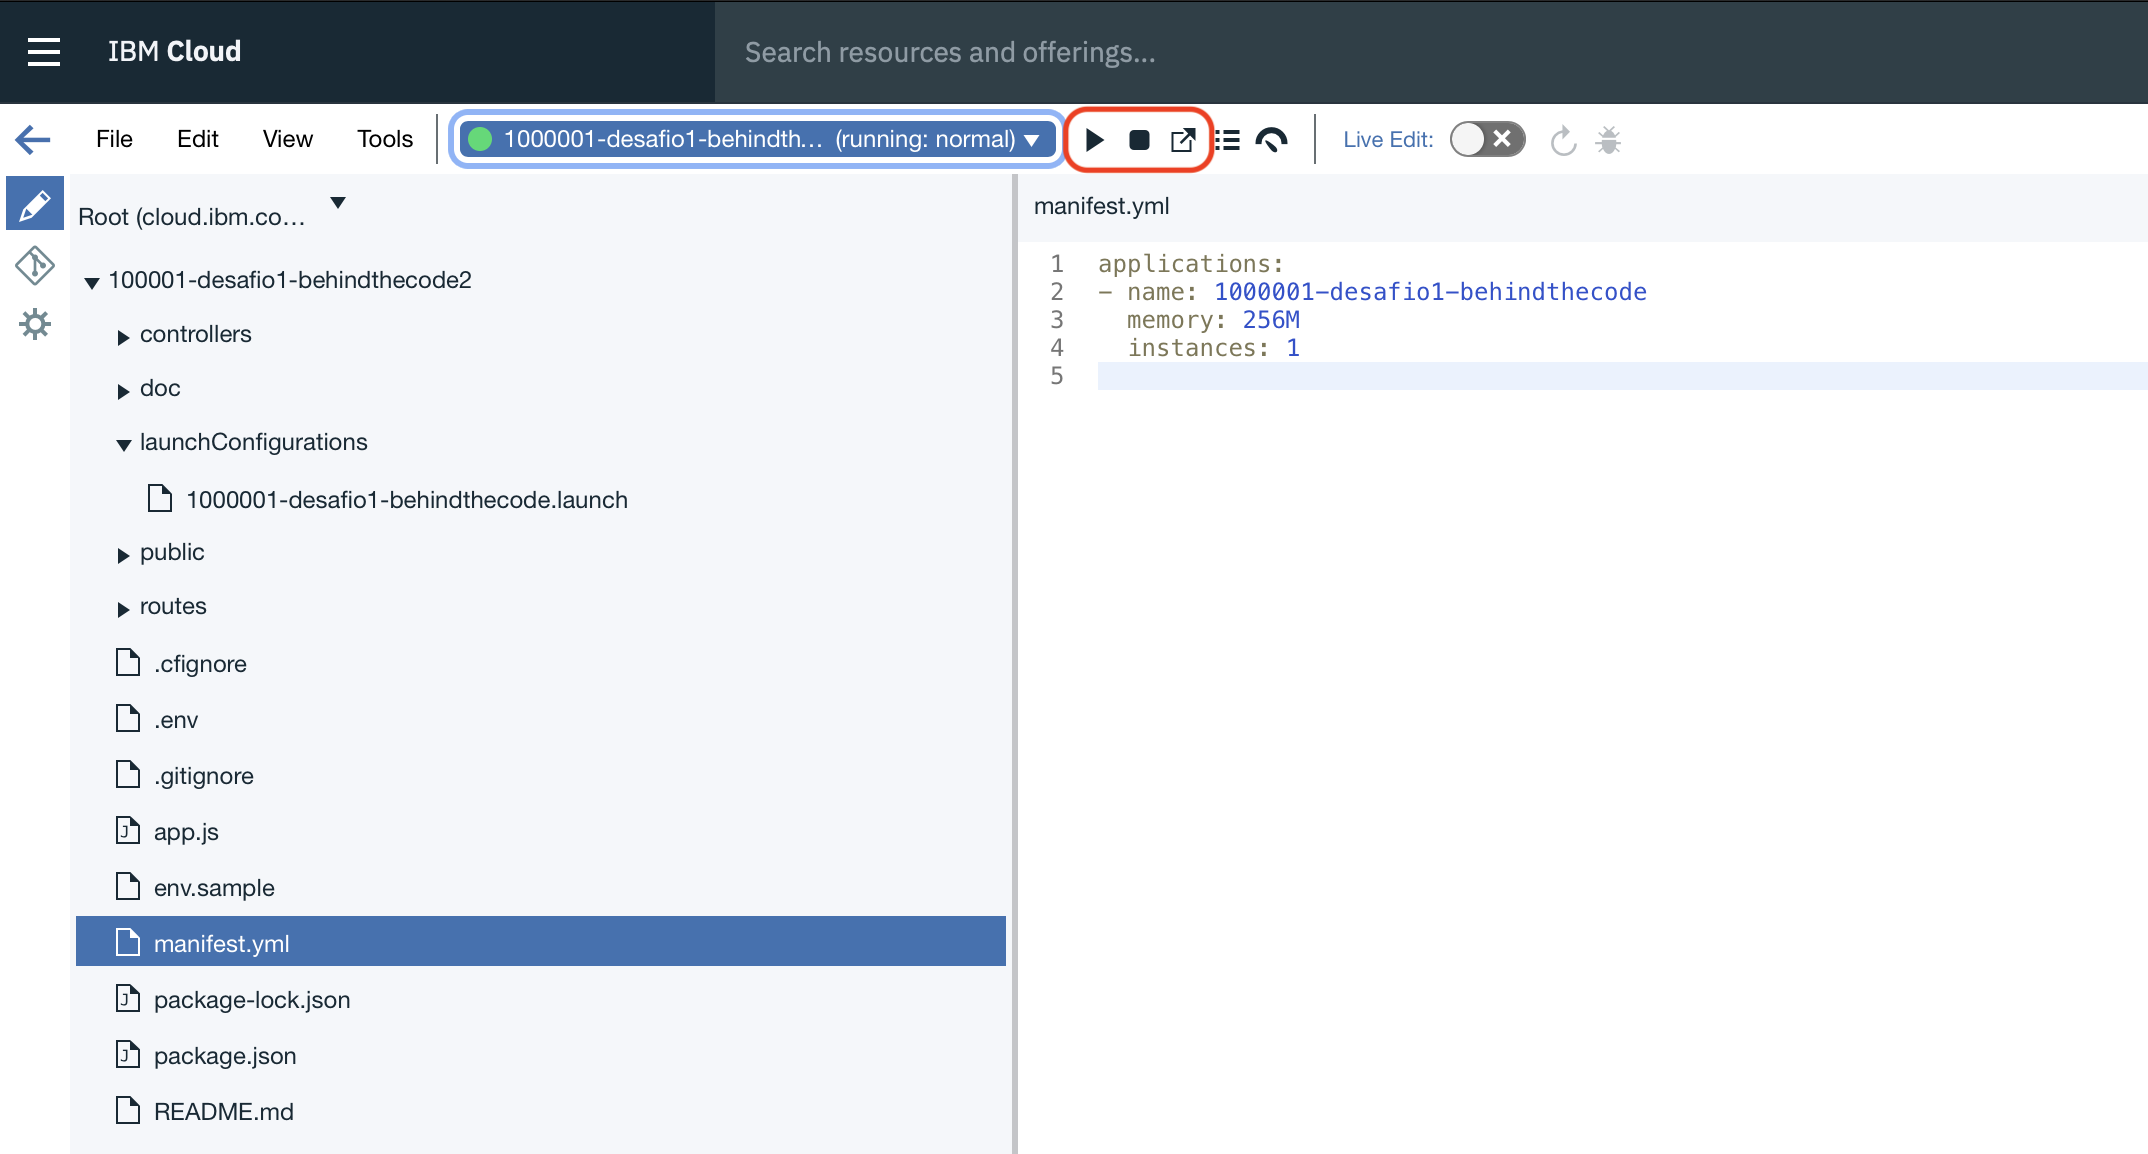 IBM Cloud
Search resources and offerings...
File Edit View Tools 1000001-desafio1-behindth... (running: normal) Live Edit:
Root (cloud.ibm.co...
100001-desafio1-behindthecode2
controllers
doc
launchConfigurations
1000001-desafio1-behindthecode.launch
public
routes
.cfignore
.env
.gitignore
app.js
env.sample
manifest.yml
package-lock.json
package.json
README.md
manifest.yml
1 applications:
2 - name: 1000001-desafio1-behindthecode
3 memory: 256M
4 instances: 1
5